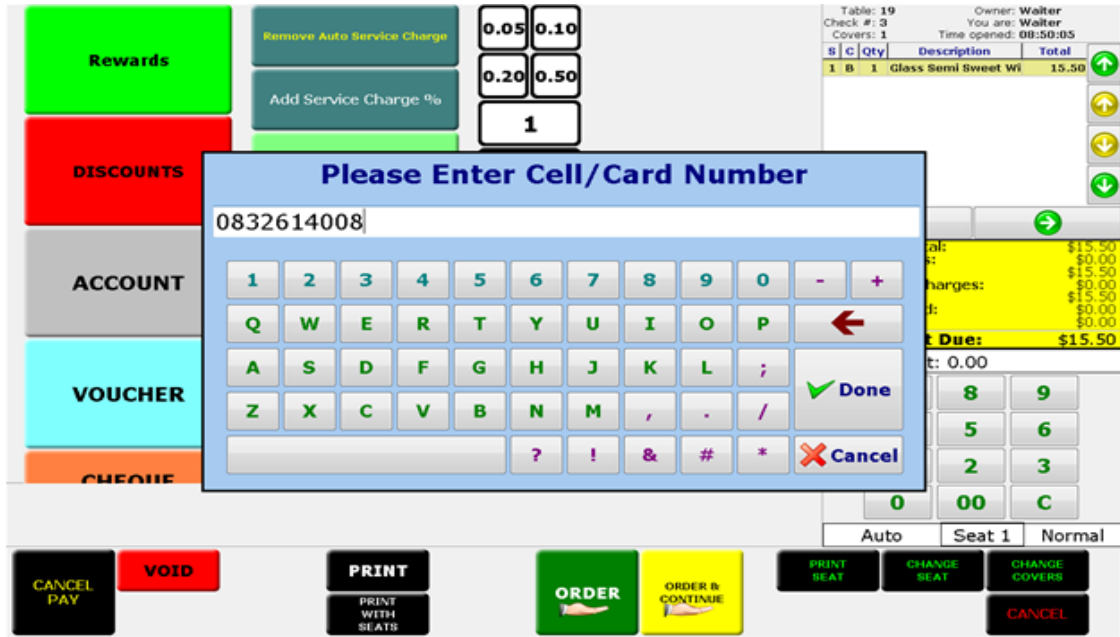 Rewards
Remove Auto Service Charge
0.05 0.10
Table: 19 Owner: Waiter
Check #: 3 You are: Waiter
Covers: 1 Time opened: 08:50:05
S C Qty Description Total
1 B 1 Glass Semi Sweet Wi 15.50
Add Service Charge %
0.20 0.50
1
DISCOUNTS
Please Enter Cell/Card Number
0832614008
ACCOUNT
1 2 3 4 5 6 7 8 9 0 - +
Q W E R T Y U I O P
A S D F G H J K L ;
Done
Z X C V B N M , . /
? ! & # *
Cancel
VOUCHER
CHEQUE
al: $15.50
s: $0.00
$15.50
harges: $0.00
$15.50
d: $0.00
$0.00
t Due: $15.50
t: 0.00
8 9
5 6
2 3
0 00 C
Auto Seat 1 Normal
CANCEL
PAY
VOID
PRINT
PRINT
WITH
SEATS
ORDER
ORDER &
CONTINUE
PRINT
SEAT
CHANGE
SEAT
CHANGE
COVERS
CANCEL